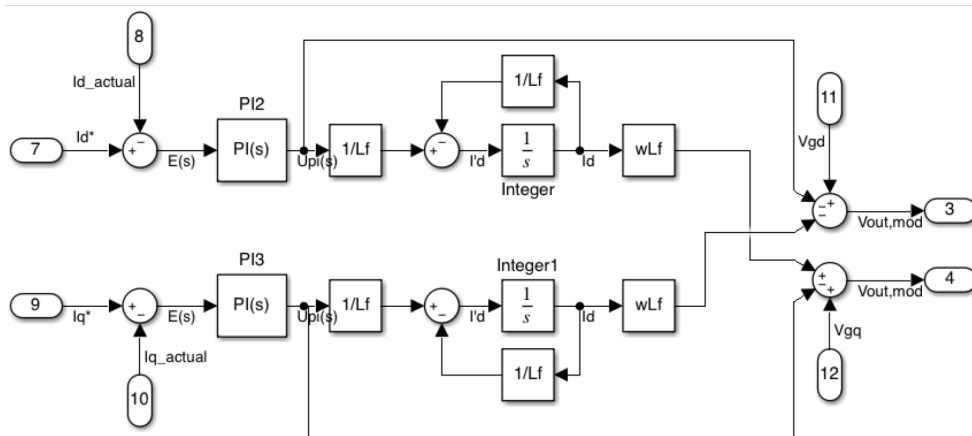 8
Id_actual
PI2
1/Lf
11
7
Id*
+
−
E(s)
PI(s)
Upi(s)
1/Lf
+
−
I'd
1
s
Id
wLf
Vgd
Integer
−
+
−
3
Vout,mod
PI3
Integer1
9
Iq*
+
−
E(s)
PI(s)
Upi(s)
1/Lf
+
−
I'd
1
s
Id
wLf
+
−
+
4
Vout,mod
Iq_actual
1/Lf
Vgq
10
12